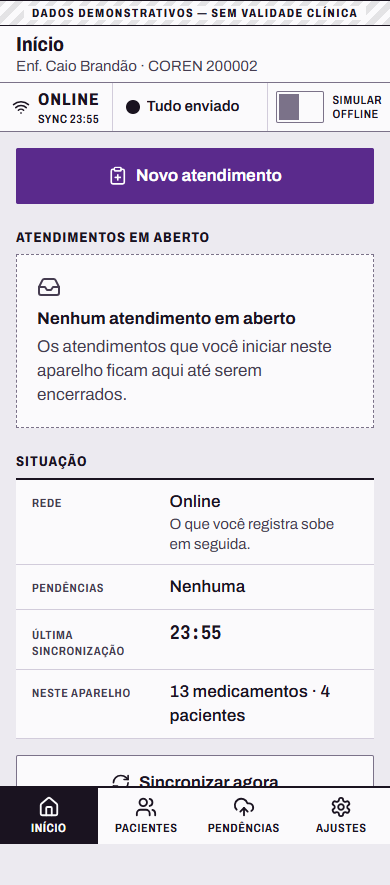 DADOS DEMONSTRATIVOS — SEM VALIDADE CLÍNICA
Início
Enf. Caio Brandão · COREN 200002
ONLINE
SYNC 23:55
Tudo enviado
SIMULAR
OFFLINE
Novo atendimento
ATENDIMENTOS EM ABERTO
Nenhum atendimento em aberto
Os atendimentos que você iniciar neste
aparelho ficam aqui até serem
encerrados.
SITUAÇÃO
REDE
Online
O que você registra sobe
em seguida.
PENDÊNCIAS
Nenhuma
ÚLTIMA
SINCRONIZAÇÃO
23:55
NESTE APARELHO
13 medicamentos · 4
pacientes
Sincronizar agora
INÍCIO
PACIENTES
PENDÊNCIAS
AJUSTES